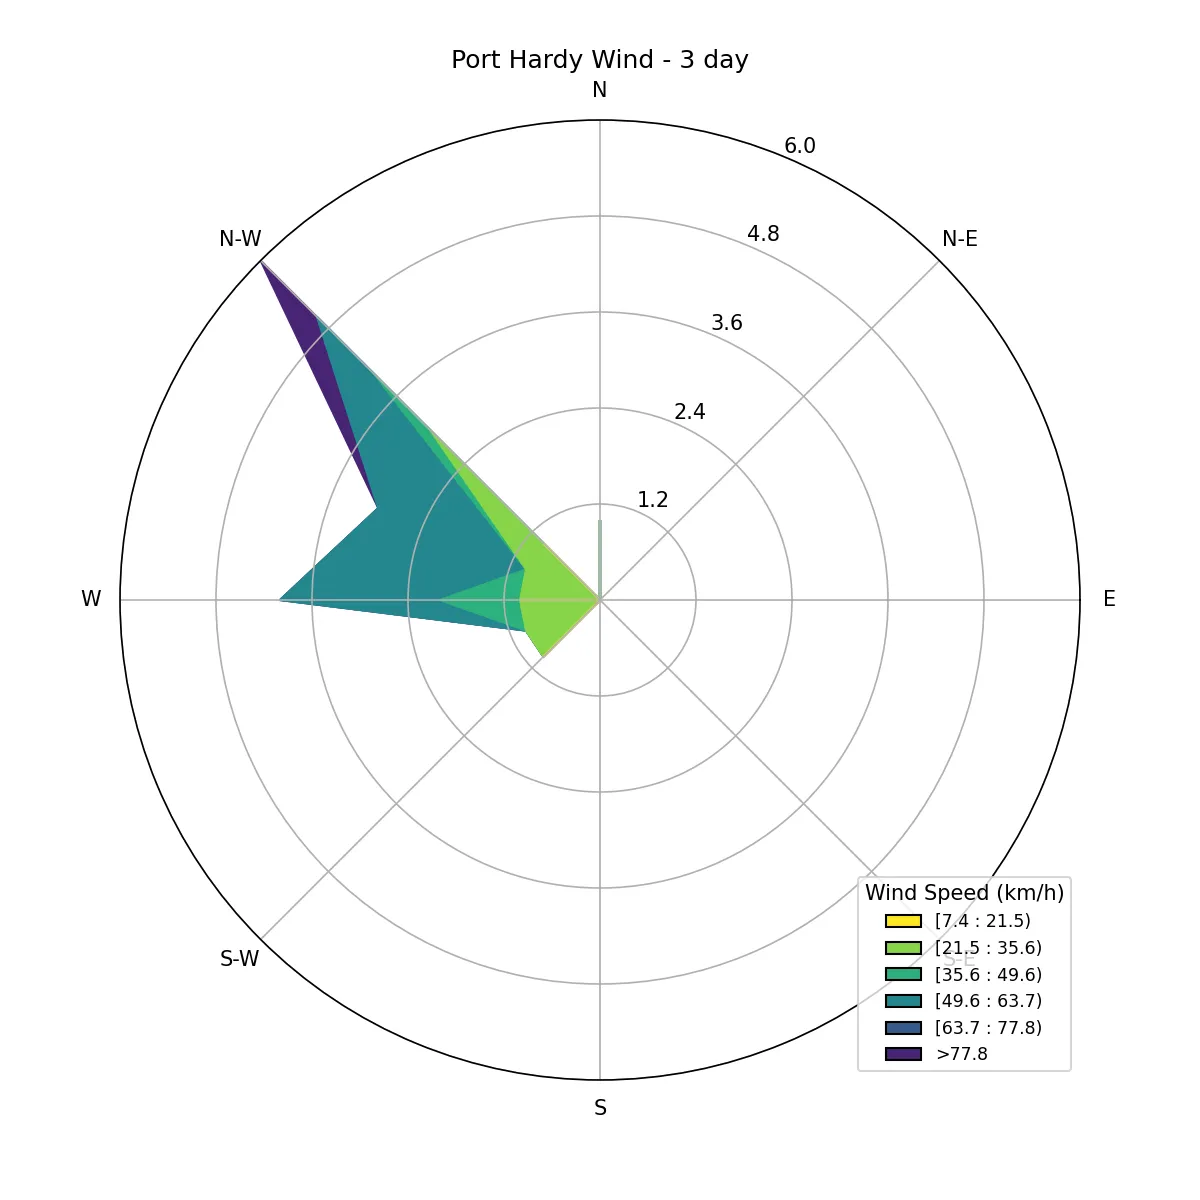 Port Hardy Wind - 3 day
N
6.0
N-W
N-E
4.8
3.6
2.4
1.2
W
E
S-W
S-E
S
Wind Speed (km/h)
[7.4 : 21.5)
[21.5 : 35.6)
[35.6 : 49.6)
[49.6 : 63.7)
[63.7 : 77.8)
>77.8